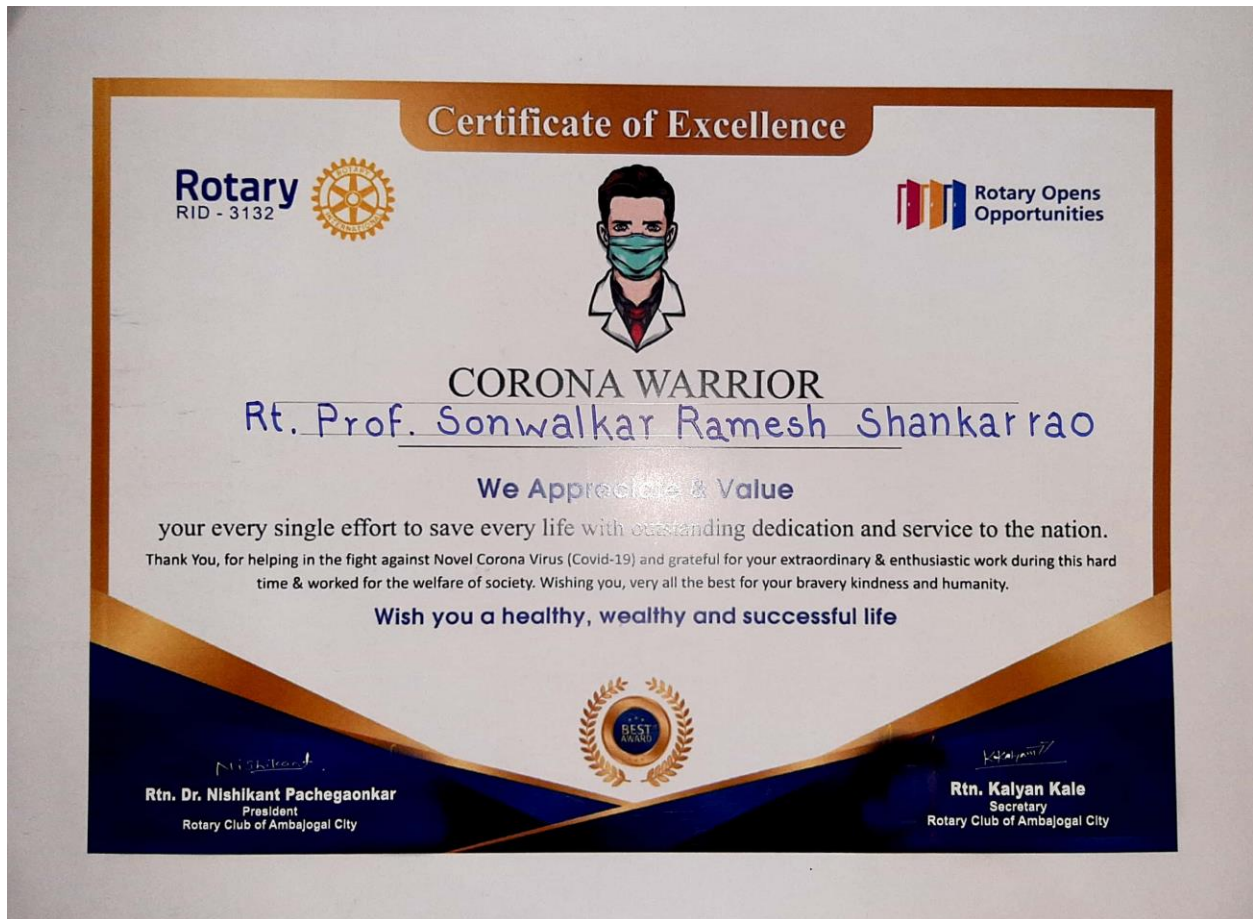 Certificate of Excellence
Rotary
RID - 3132
ROTARY
INTERNATIONAL
Rotary Opens
Opportunities
CORONA WARRIOR
Rt. Prof. Sonwalkar Ramesh Shankarrao
We Appreciate & Value
your every single effort to save every life with outstanding dedication and service to the nation.
Thank You, for helping in the fight against Novel Corona Virus (Covid-19) and grateful for your extraordinary & enthusiastic work during this hard
time & worked for the welfare of society. Wishing you, very all the best for your bravery kindness and humanity.
Wish you a healthy, wealthy and successful life
BEST
AWARD
Nishikant
Rtn. Dr. Nishikant Pachegaonkar
President
Rotary Club of Ambajogai City
Rtn. Kalyan Kale
Secretary
Rotary Club of Ambajogai City